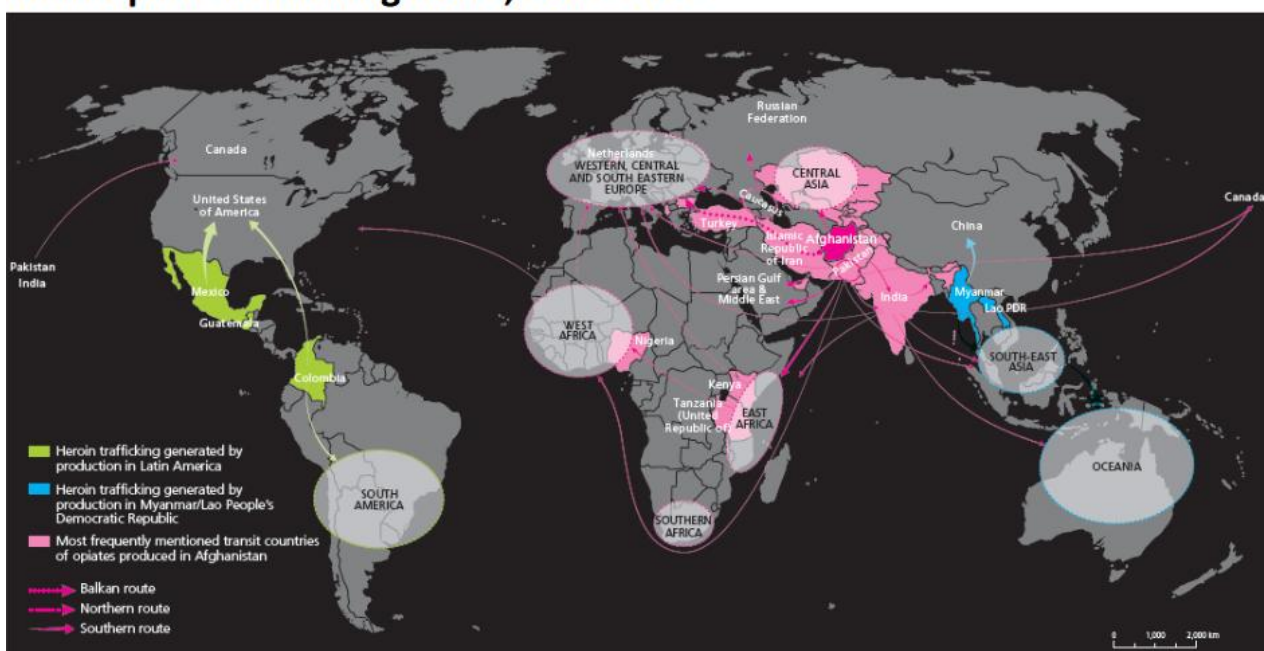 Canada
Russian
Federation
Netherlands
WESTERN, CENTRAL
AND SOUTH EASTERN
EUROPE
CENTRAL
ASIA
United States
of America
Caucasus
Turkey
Islamic
Republic
of Iran
Afghanistan
Pakistan
China
Canada
Pakistan
India
Mexico
Guatemala
Persian Gulf
area &
Middle East
India
Myanmar
Lao PDR
WEST
AFRICA
Nigeria
SOUTH-EAST
ASIA
Colombia
Kenya
Tanzania
(United
Republic of)
EAST
AFRICA
OCEANIA
SOUTH
AMERICA
SOUTHERN
AFRICA
Heroin trafficking generated by
production in Latin America
Heroin trafficking generated by
production in Myanmar/Lao People's
Democratic Republic
Most frequently mentioned transit countries
of opiates produced in Afghanistan
Balkan route
Northern route
Southern route
0 1,000 2,000 km